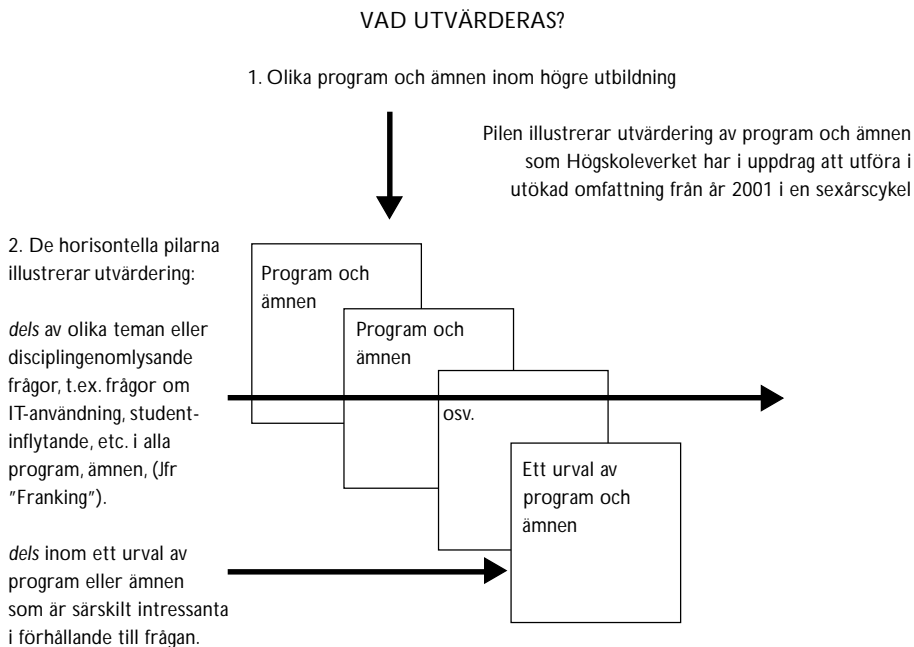 VAD UTVÄRDERAS?
1. Olika program och ämnen inom högre utbildning
Pilen illustrerar utvärdering av program och ämnen
som Högskoleverket har i uppdrag att utföra i
utökad omfattning från år 2001 i en sexårscykel
2. De horisontella pilarna
illustrerar utvärdering:
dels av olika teman eller
disciplingenomlysande
frågor, t.ex. frågor om
IT-användning, student-
inflytande, etc. i alla
program, ämnen, (Jfr
"Franking").
dels inom ett urval av
program eller ämnen
som är särskilt intressanta
i förhållande till frågan.
Program och
ämnen
Program och
ämnen
osv.
Ett urval av
program och
ämnen